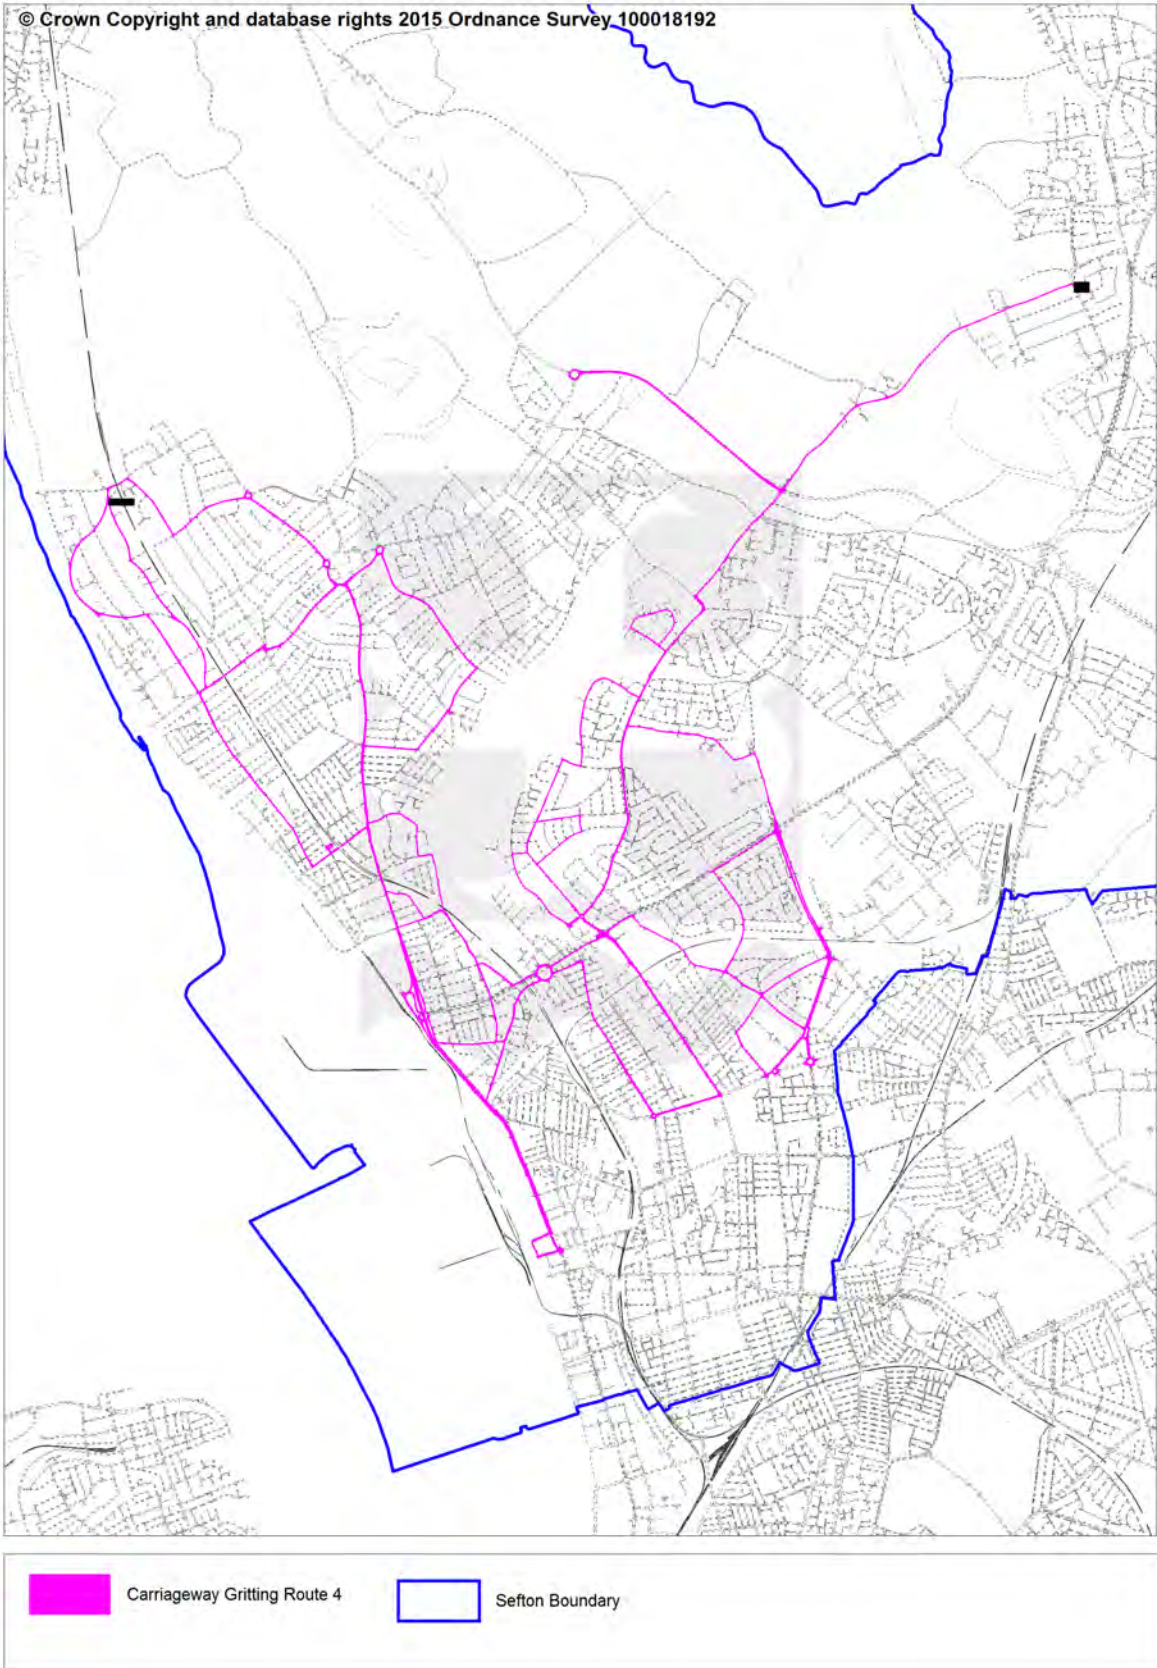 © Crown Copyright and database rights 2015 Ordnance Survey 100018192
Carriageway Gritting Route 4
Sefton Boundary